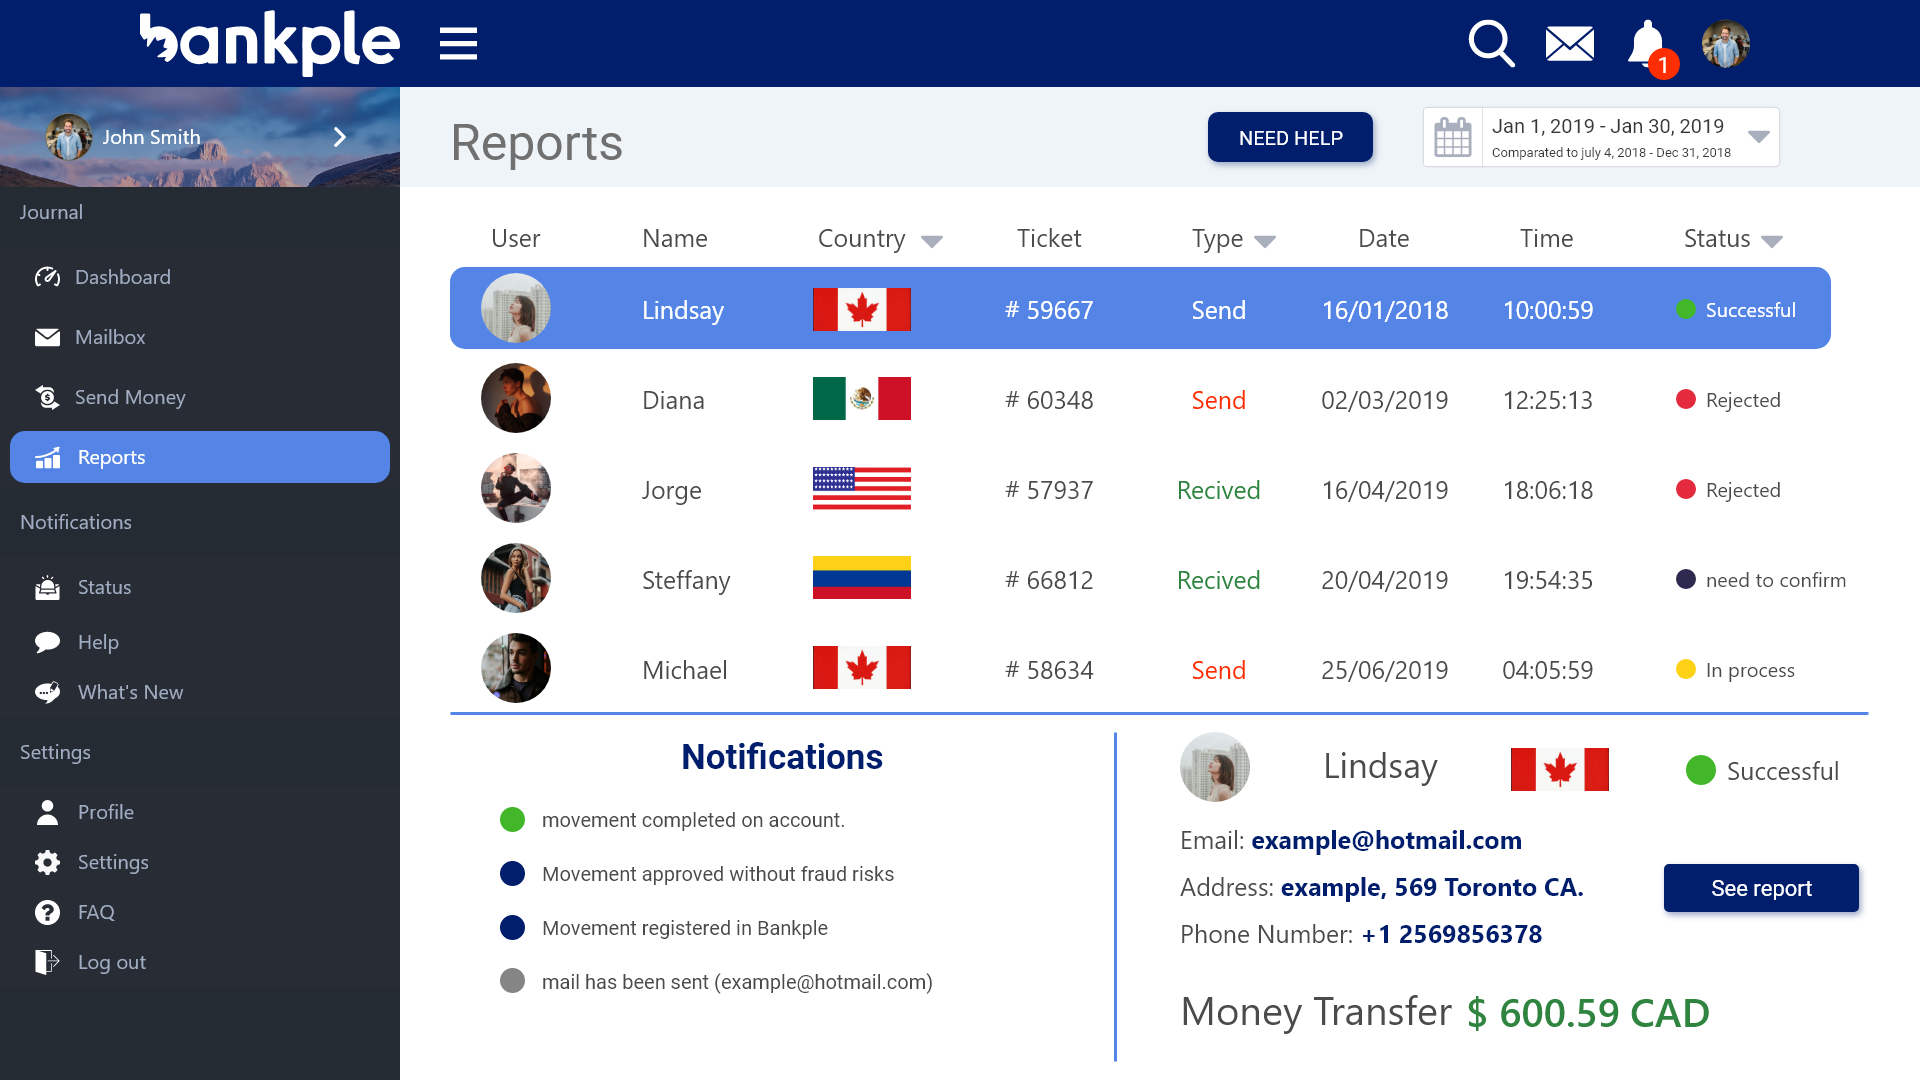 bankple
1
John Smith
Reports
NEED HELP
Jan 1, 2019 - Jan 30, 2019
Comparated to july 4, 2018 - Dec 31, 2018
Journal
Dashboard
Mailbox
Send Money
Reports
Notifications
Status
Help
What's New
Settings
Profile
Settings
FAQ
Log out
User Name Country Ticket Type Date Time Status
Lindsay # 59667 Send 16/01/2018 10:00:59 Successful
Diana # 60348 Send 02/03/2019 12:25:13 Rejected
Jorge # 57937 Recived 16/04/2019 18:06:18 Rejected
Steffany # 66812 Recived 20/04/2019 19:54:35 need to confirm
Michael # 58634 Send 25/06/2019 04:05:59 In process
Notifications
movement completed on account.
Movement approved without fraud risks
Movement registered in Bankple
mail has been sent (example@hotmail.com)
Lindsay Successful
Email: example@hotmail.com
Address: example, 569 Toronto CA.
Phone Number: +1 2569856378
See report
Money Transfer $ 600.59 CAD